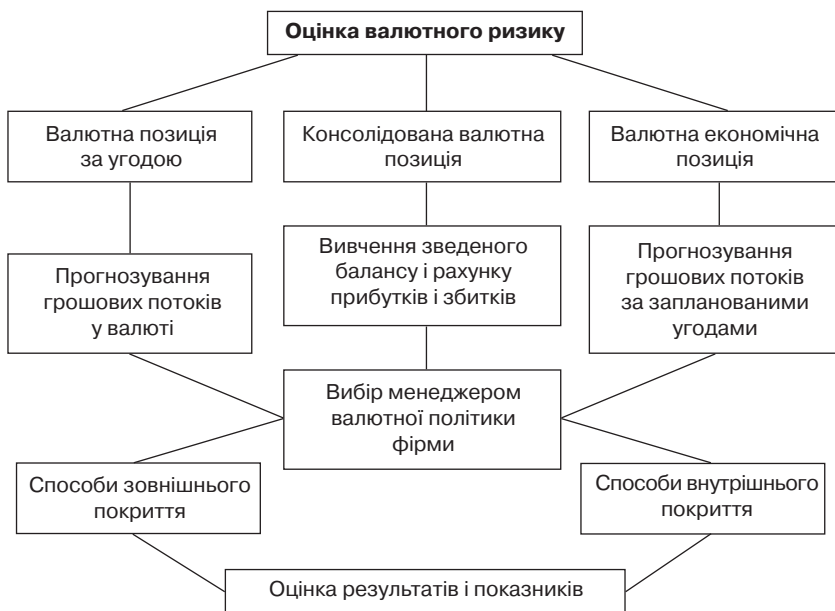 Оцінка валютного ризику
Валютна позиція
за угодою
Консолідована валютна
позиція
Валютна економічна
позиція
Прогнозування
грошових потоків
у валюті
Вивчення зведеного
балансу і рахунку
прибутків і збитків
Прогнозування
грошових потоків
за запланованими
угодами
Вибір менеджером
валютної політики
фірми
Способи зовнішнього
покриття
Способи внутрішнього
покриття
Оцінка результатів і показників